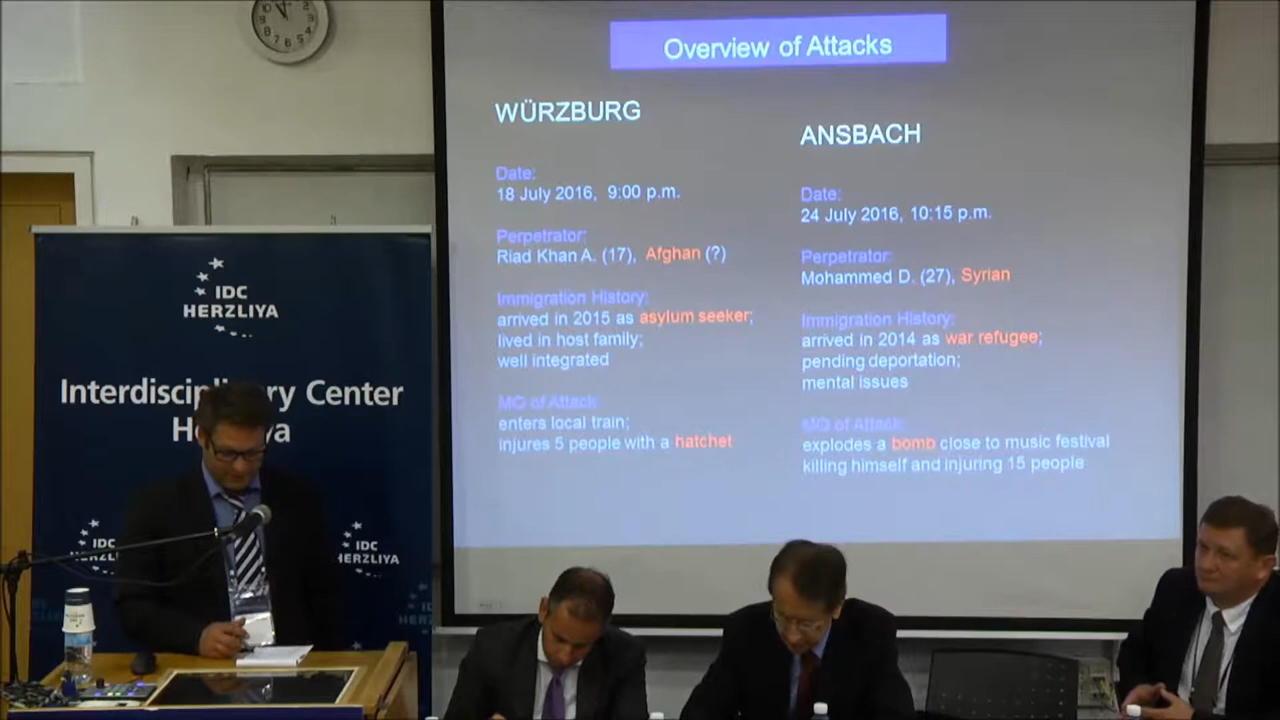 Overview of Attacks
WÜRZBURG
Date:
18 July 2016, 9:00 p.m.
Perpetrator:
Riad Khan A. (17), Afghan (?)
Immigration History:
arrived in 2015 as asylum seeker;
lived in host family;
well integrated
MO of Attack:
enters local train;
injures 5 people with a hatchet
ANSBACH
Date:
24 July 2016, 10:15 p.m.
Perpetrator:
Mohammed D. (27), Syrian
Immigration History:
arrived in 2014 as war refugee;
pending deportation;
mental issues
MO of Attack:
explodes a bomb close to music festival
killing himself and injuring 15 people
IDC
HERZLIYA
Interdisciplinary Center
IDC
IDC
HERZLIYA